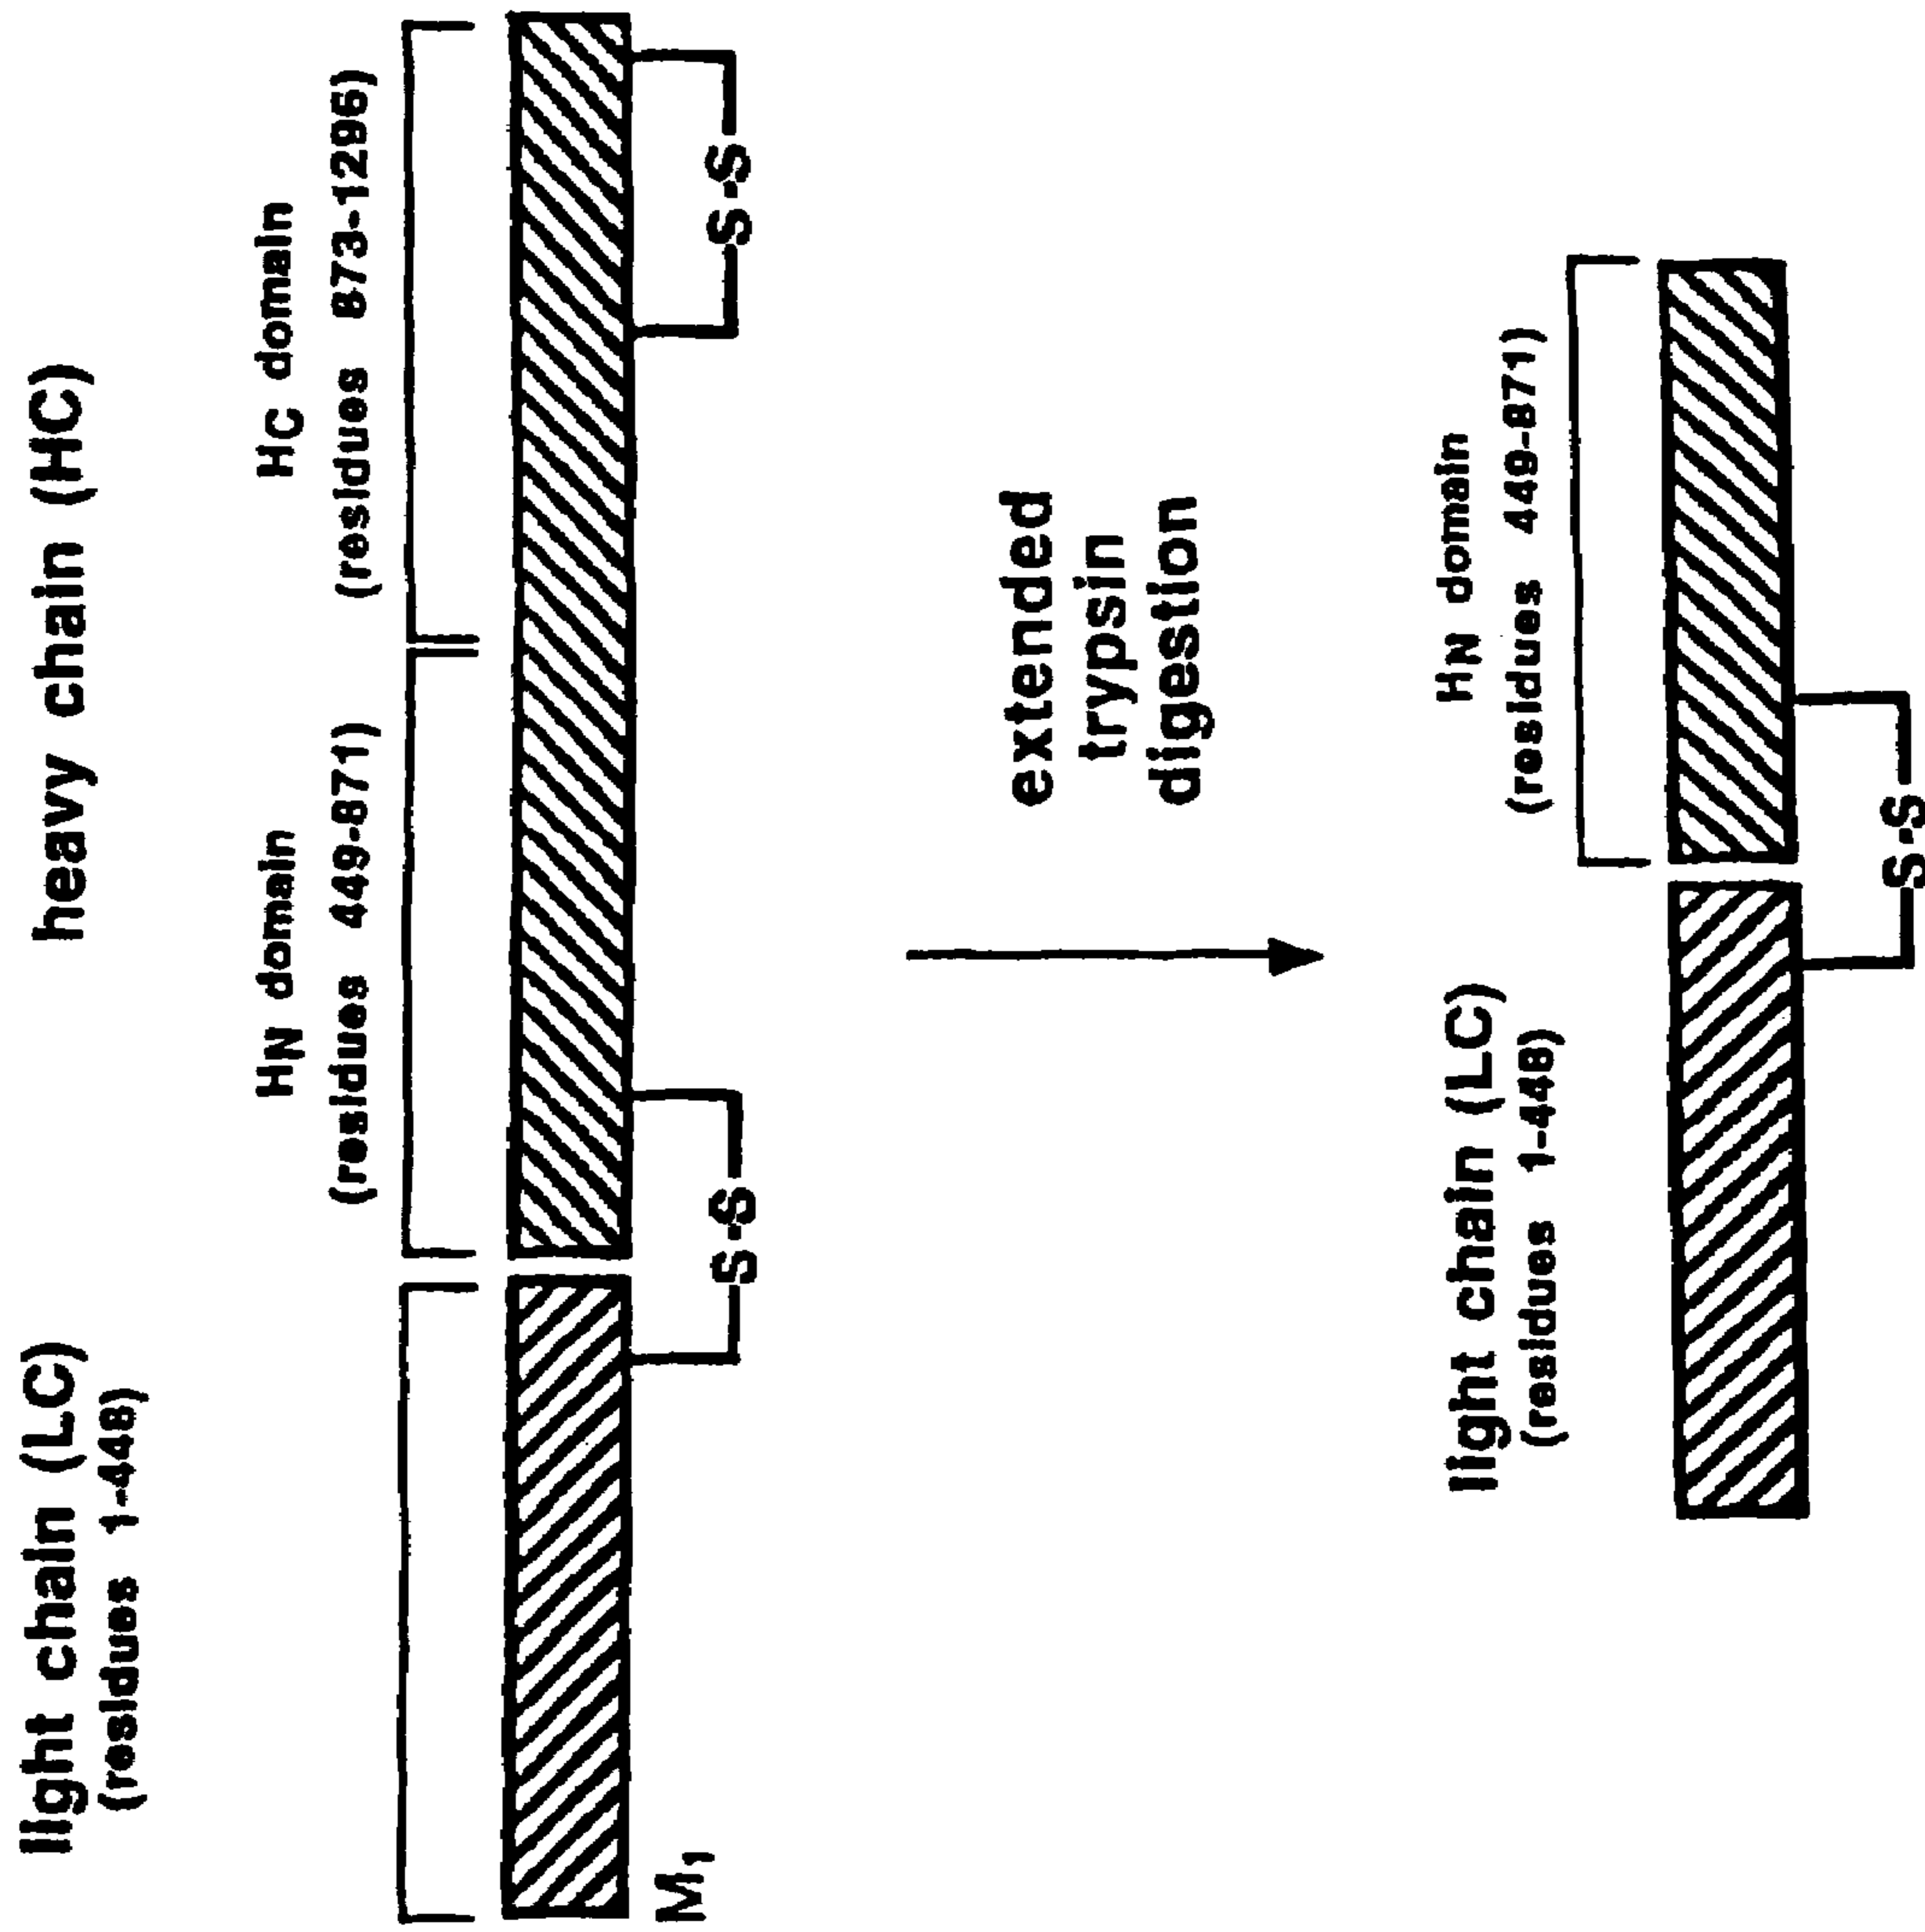 light chain (LC)
(residues 1-448)
heavy chain (HC)
HN domain
(residues 449-871)
HC domain
(residues 873-1295)
S-S
S-S
M1
extended
trypsin
digestion
light chain (LC)
(residues 1-448)
HN domain
(residues 449-871)
S-S